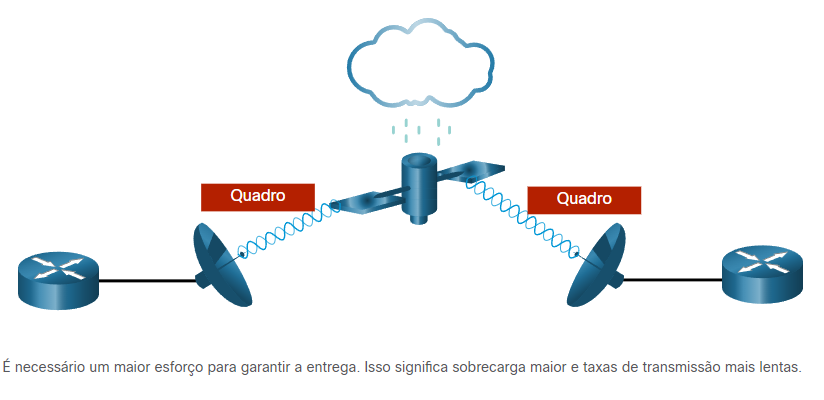 Quadro
Quadro
É necessário um maior esforço para garantir a entrega. Isso significa sobrecarga maior e taxas de transmissão mais lentas.